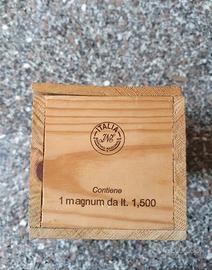 ITALIA
Contiene
1 magnum da lt. 1,500